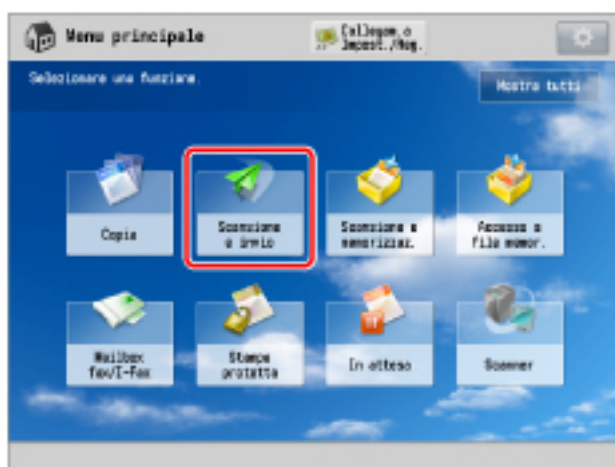 Menu principale
Collegam. a
Impost./Reg.
Selezionare una funzione.
Mostra tutti
Copia
Scansione
e invio
Scansione e
memorizzaz.
Accesso a
file memor.
Mailbox
fax/I-Fax
Stampa
protetta
In attesa
Scanner